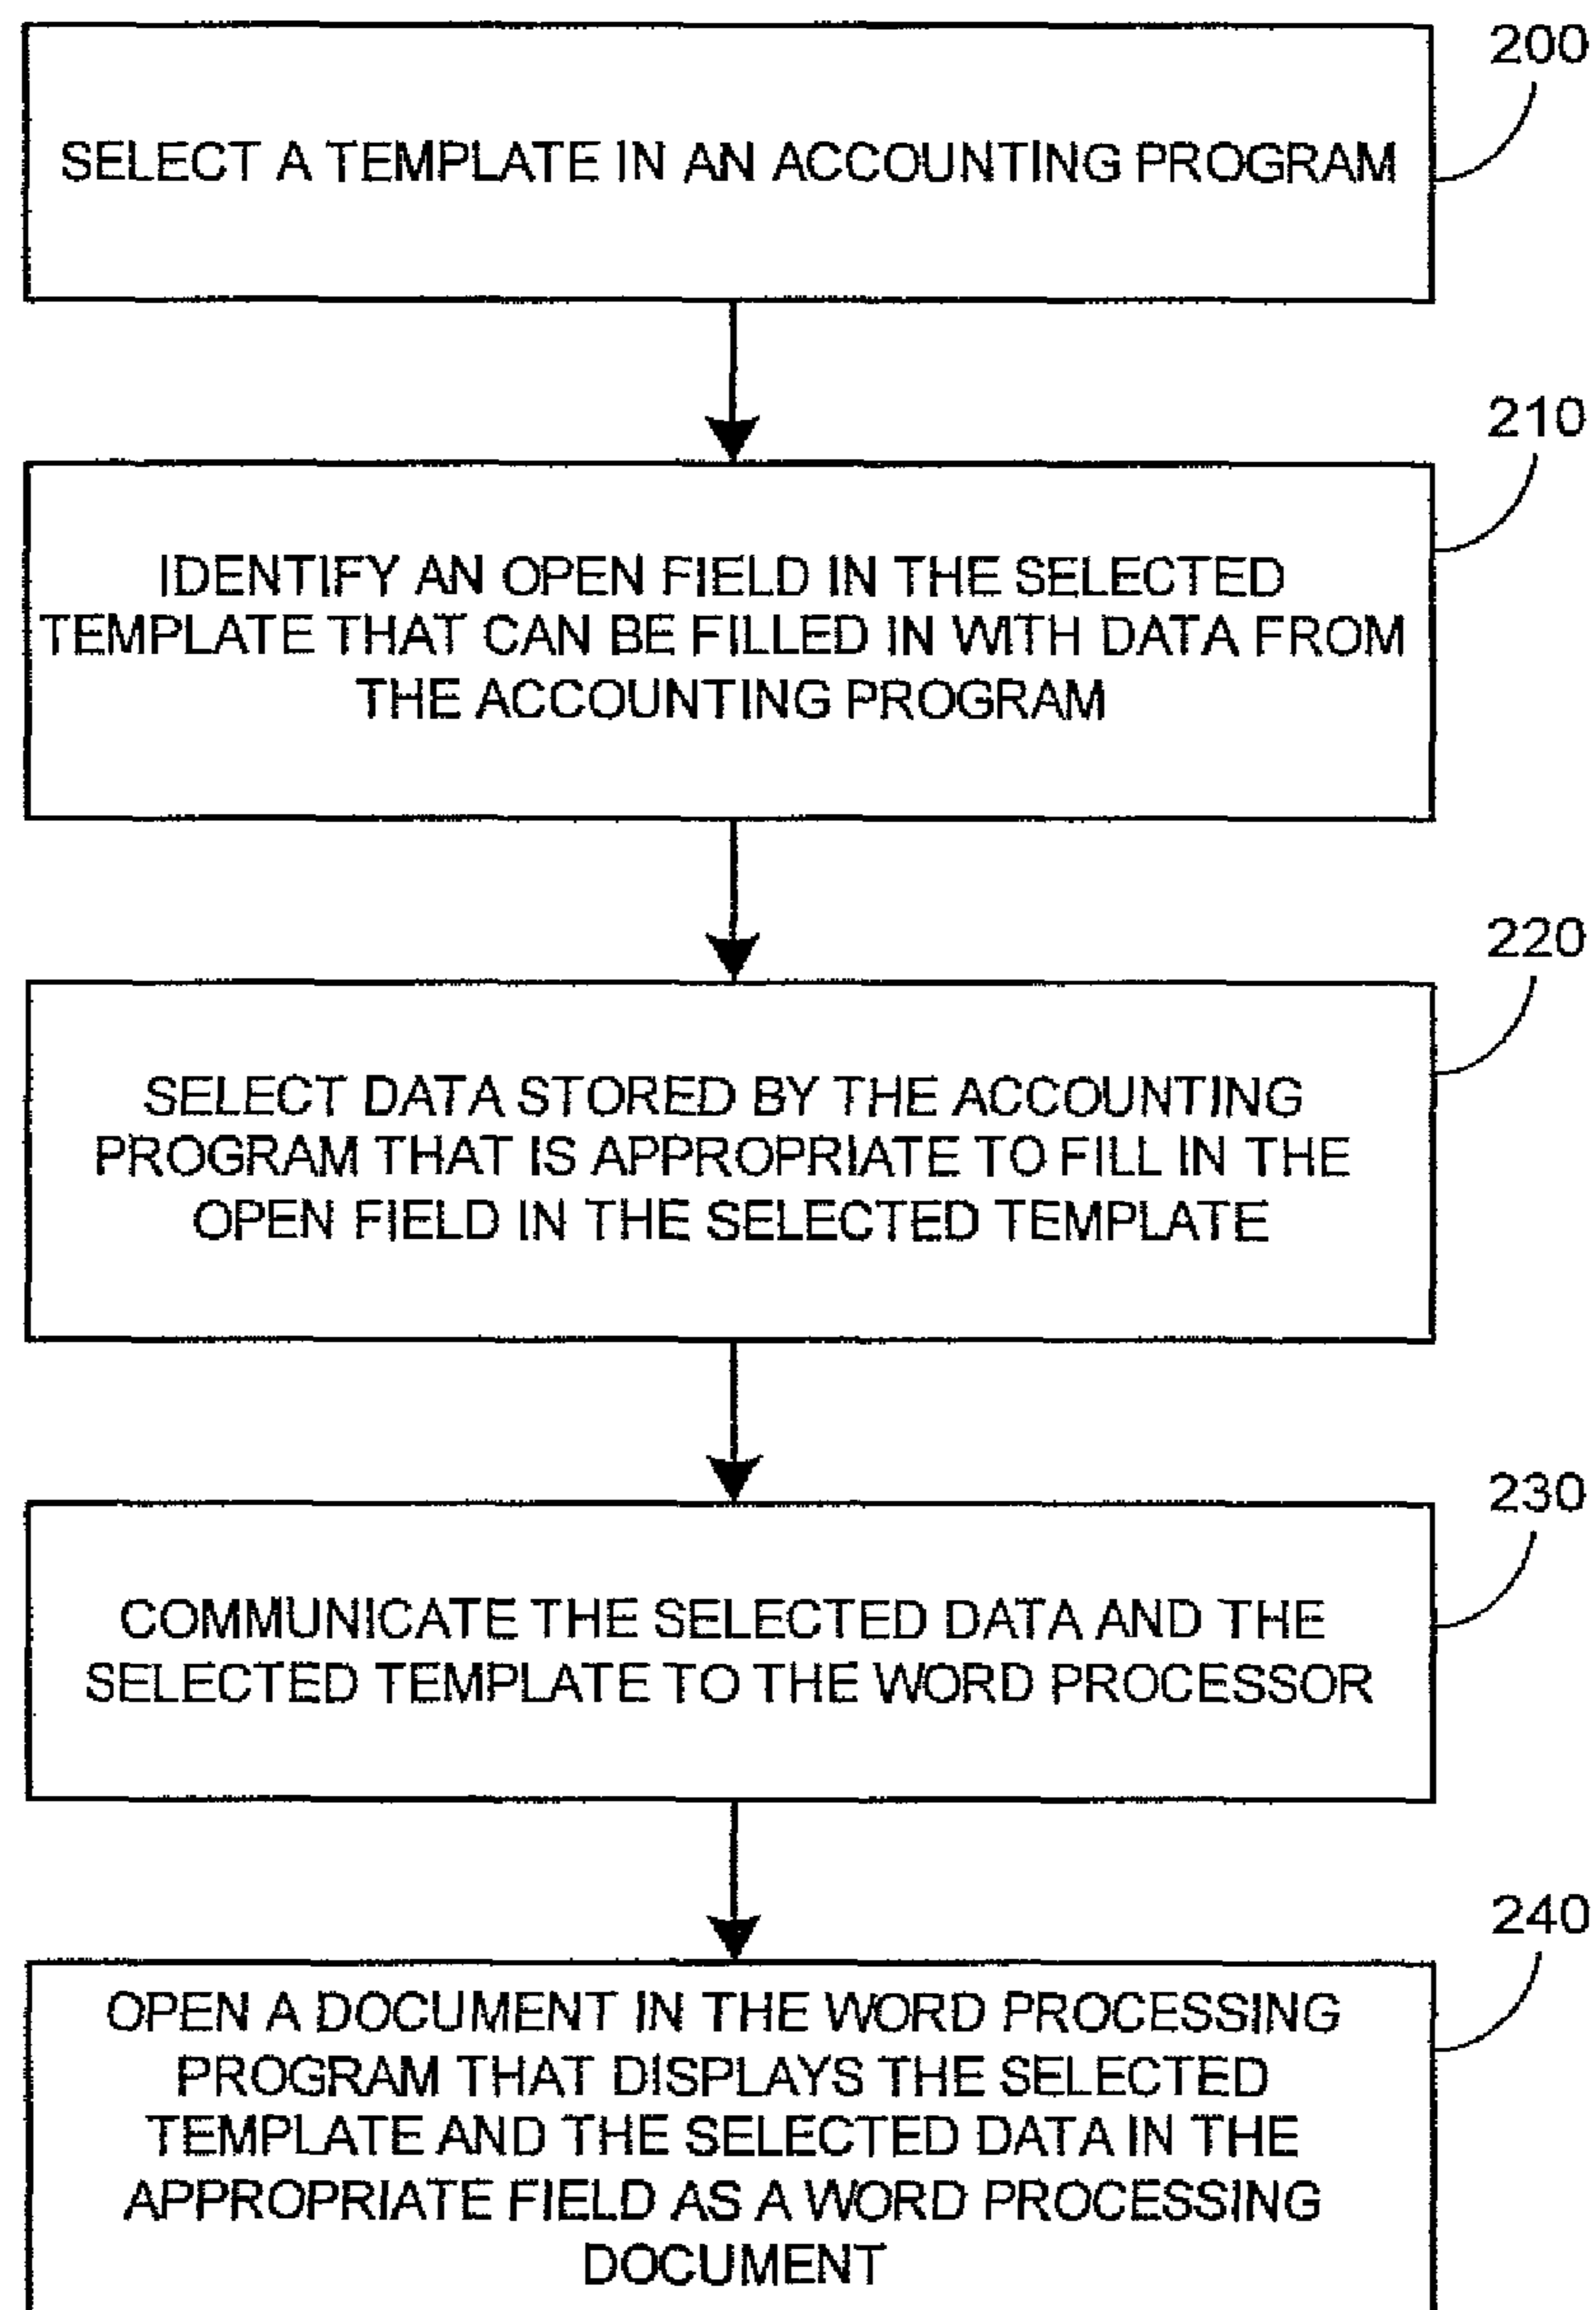 200
SELECT A TEMPLATE IN AN ACCOUNTING PROGRAM
210
IDENTIFY AN OPEN FIELD IN THE SELECTED
TEMPLATE THAT CAN BE FILLED IN WITH DATA FROM
THE ACCOUNTING PROGRAM
220
SELECT DATA STORED BY THE ACCOUNTING
PROGRAM THAT IS APPROPRIATE TO FILL IN THE
OPEN FIELD IN THE SELECTED TEMPLATE
230
COMMUNICATE THE SELECTED DATA AND THE
SELECTED TEMPLATE TO THE WORD PROCESSOR
240
OPEN A DOCUMENT IN THE WORD PROCESSING
PROGRAM THAT DISPLAYS THE SELECTED
TEMPLATE AND THE SELECTED DATA IN THE
APPROPRIATE FIELD AS A WORD PROCESSING
DOCUMENT